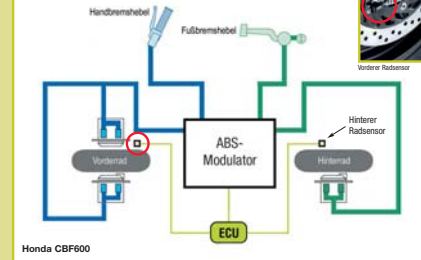 Handbremshebel
Fußbremshebel
Vorderer Radsensor
Hinterer
Radsensor
ABS-
Modulator
Vorderrad
Hinterrad
ECU
Honda CBF600